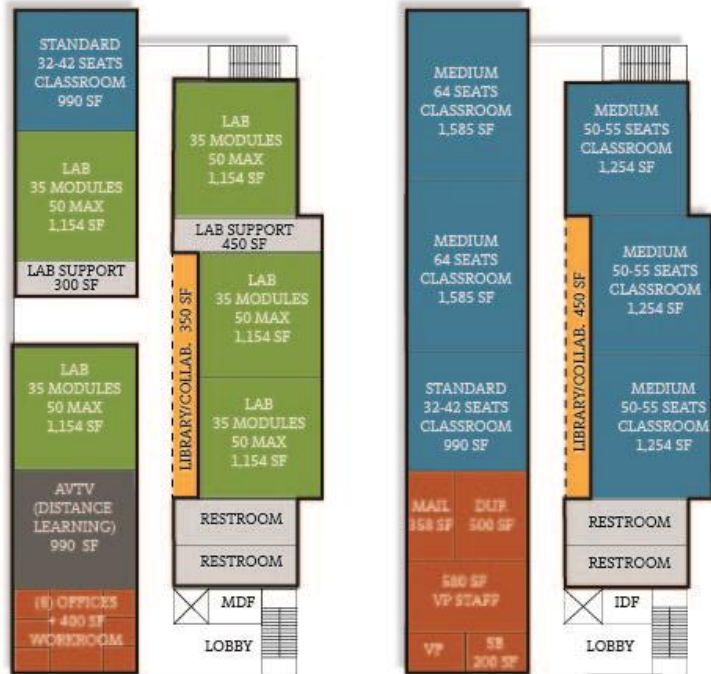 STANDARD
32-42 SEATS
CLASSROOM
990 SF
LAB
35 MODULES
50 MAX
1,154 SF
LAB SUPPORT
300 SF
LAB
35 MODULES
50 MAX
1,154 SF
AVTV
(DISTANCE
LEARNING)
990 SF
(6) OFFICES
+ 400 SF
WORKROOM
LAB
35 MODULES
50 MAX
1,154 SF
LAB SUPPORT
450 SF
LIBRARY/COLLAB. 350 SF
LAB
35 MODULES
50 MAX
1,154 SF
LAB
35 MODULES
50 MAX
1,154 SF
RESTROOM
RESTROOM
MDF
LOBBY
MEDIUM
64 SEATS
CLASSROOM
1,585 SF
MEDIUM
64 SEATS
CLASSROOM
1,585 SF
STANDARD
32-42 SEATS
CLASSROOM
990 SF
MAIL
358 SF
DUP.
500 SF
580 SF
VP STAFF
VP
SB
200 SF
MEDIUM
50-55 SEATS
CLASSROOM
1,254 SF
LIBRARY/COLLAB. 450 SF
MEDIUM
50-55 SEATS
CLASSROOM
1,254 SF
MEDIUM
50-55 SEATS
CLASSROOM
1,254 SF
RESTROOM
RESTROOM
IDF
LOBBY